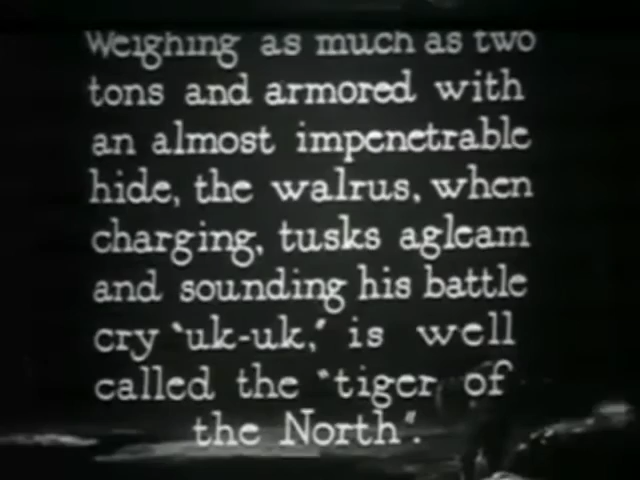 Weighing as much as two
tons and armored with
an almost impenetrable
hide, the walrus, when
charging, tusks agleam
and sounding his battle
cry "uk-uk," is well
called the "tiger of
the North".